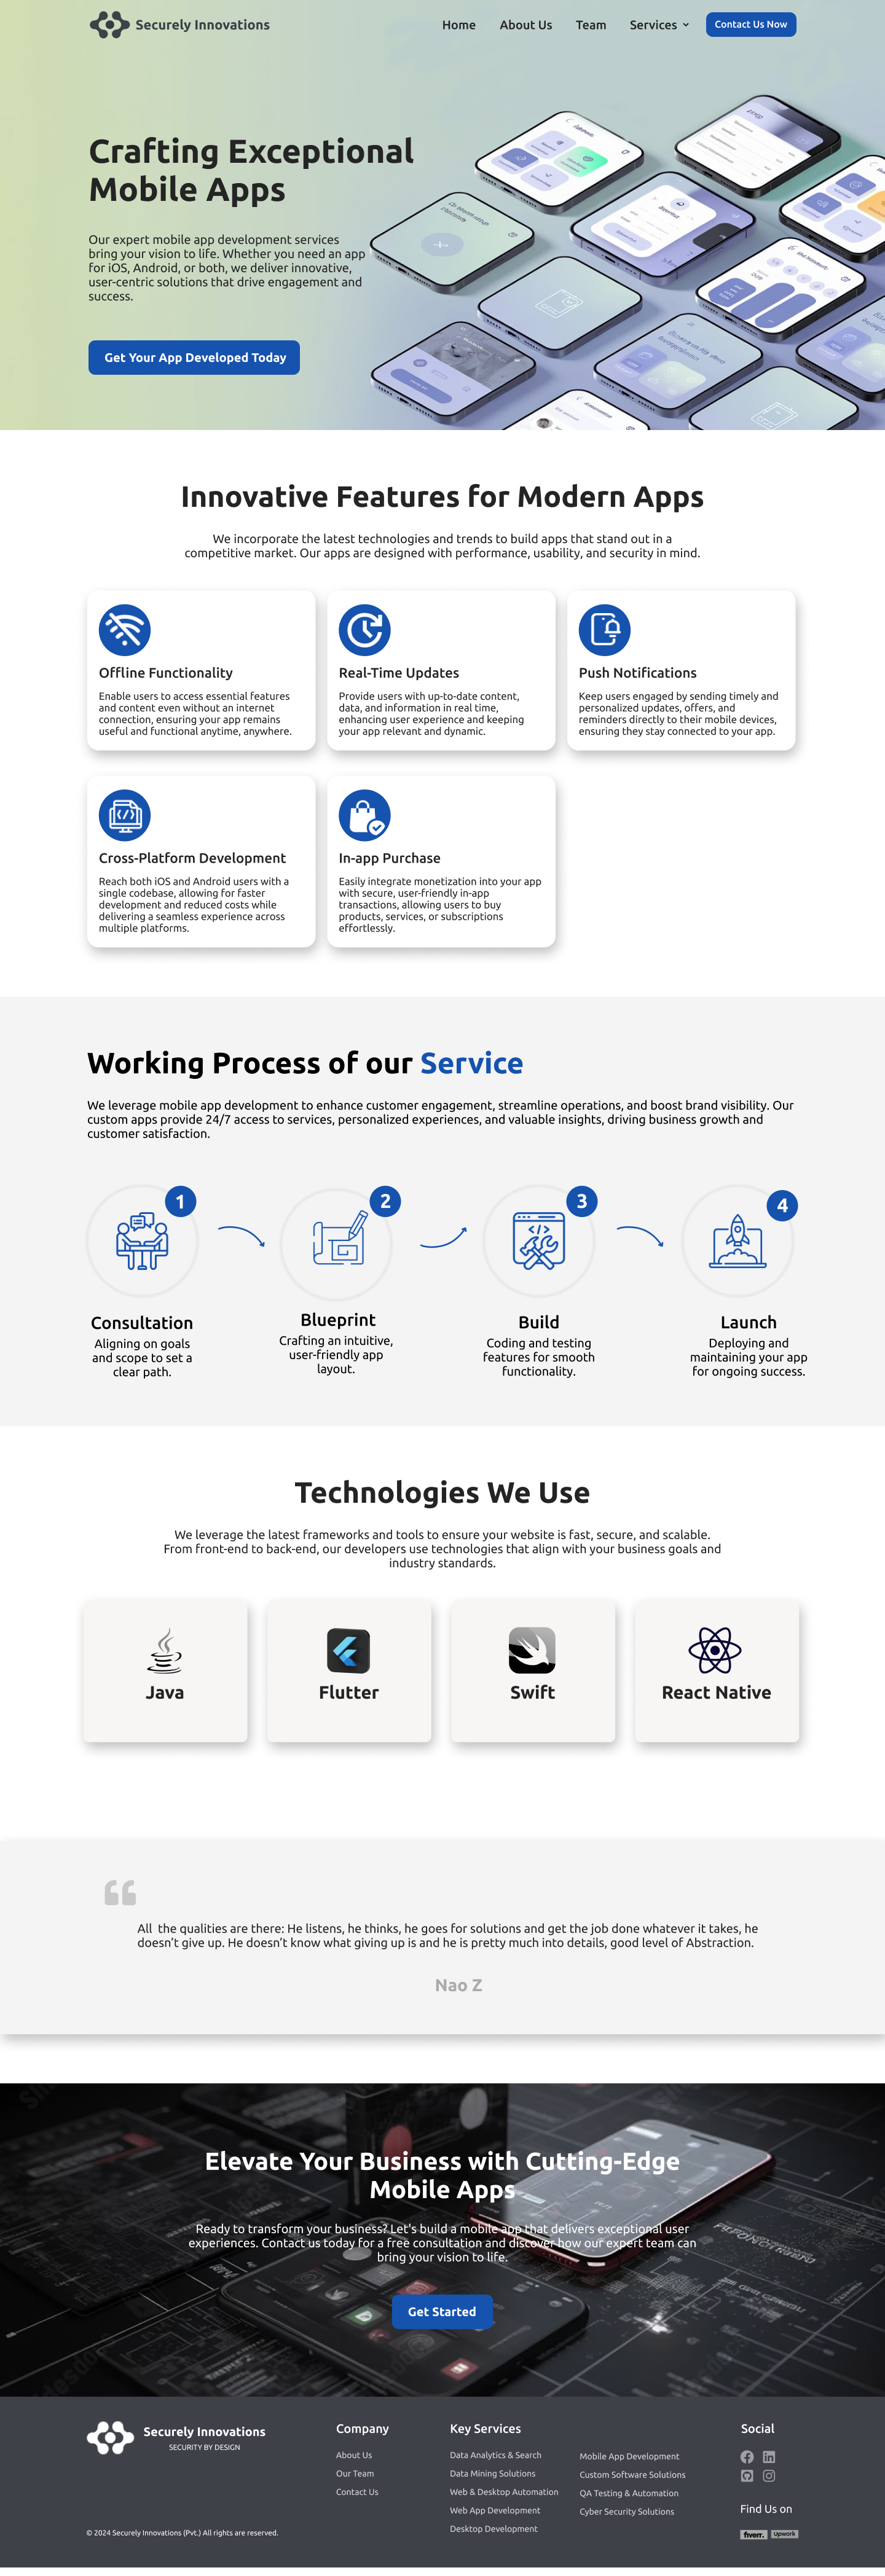 Securely Innovations
Home
About Us
Team
Services
Contact Us Now
Crafting Exceptional
Mobile Apps
Our expert mobile app development services
bring your vision to life. Whether you need an app
for iOS, Android, or both, we deliver innovative,
user-centric solutions that drive engagement and
success.
Get Your App Developed Today
Innovative Features for Modern Apps
We incorporate the latest technologies and trends to build apps that stand out in a
competitive market. Our apps are designed with performance, usability, and security in mind.
Offline Functionality
Enable users to access essential features
and content even without an internet
connection, ensuring your app remains
useful and functional anytime, anywhere.
Real-Time Updates
Provide users with up-to-date content,
data, and information in real time,
enhancing user experience and keeping
your app relevant and dynamic.
Push Notifications
Keep users engaged by sending timely and
personalized updates, offers, and
reminders directly to their mobile devices,
ensuring they stay connected to your app.
Cross-Platform Development
Reach both iOS and Android users with a
single codebase, allowing for faster
development and reduced costs while
delivering a seamless experience across
multiple platforms.
In-app Purchase
Easily integrate monetization into your app
with secure, user-friendly in-app
transactions, allowing users to buy
products, services, or subscriptions
effortlessly.
Working Process of our Service
We leverage mobile app development to enhance customer engagement, streamline operations, and boost brand visibility. Our
custom apps provide 24/7 access to services, personalized experiences, and valuable insights, driving business growth and
customer satisfaction.
1
Consultation
Aligning on goals
and scope to set a
clear path.
2
Blueprint
Crafting an intuitive,
user-friendly app
layout.
3
Build
Coding and testing
features for smooth
functionality.
4
Launch
Deploying and
maintaining your app
for ongoing success.
Technologies We Use
We leverage the latest frameworks and tools to ensure your website is fast, secure, and scalable.
From front-end to back-end, our developers use technologies that align with your business goals and
industry standards.
Java
Flutter
Swift
React Native
All  the qualities are there: He listens, he thinks, he goes for solutions and get the job done whatever it takes, he
doesn’t give up. He doesn’t know what giving up is and he is pretty much into details, good level of Abstraction.
Nao Z
Elevate Your Business with Cutting-Edge
Mobile Apps
Ready to transform your business? Let's build a mobile app that delivers exceptional user
experiences. Contact us today for a free consultation and discover how our expert team can
bring your vision to life.
Get Started
Securely Innovations
SECURITY BY DESIGN
© 2024 Securely Innovations (Pvt.) All rights are reserved.
Company
About Us
Our Team
Contact Us
Key Services
Data Analytics & Search
Data Mining Solutions
Web & Desktop Automation
Web App Development
Desktop Development
Mobile App Development
Custom Software Solutions
QA Testing & Automation
Cyber Security Solutions
Social
Find Us on
fiverr.
Upwork